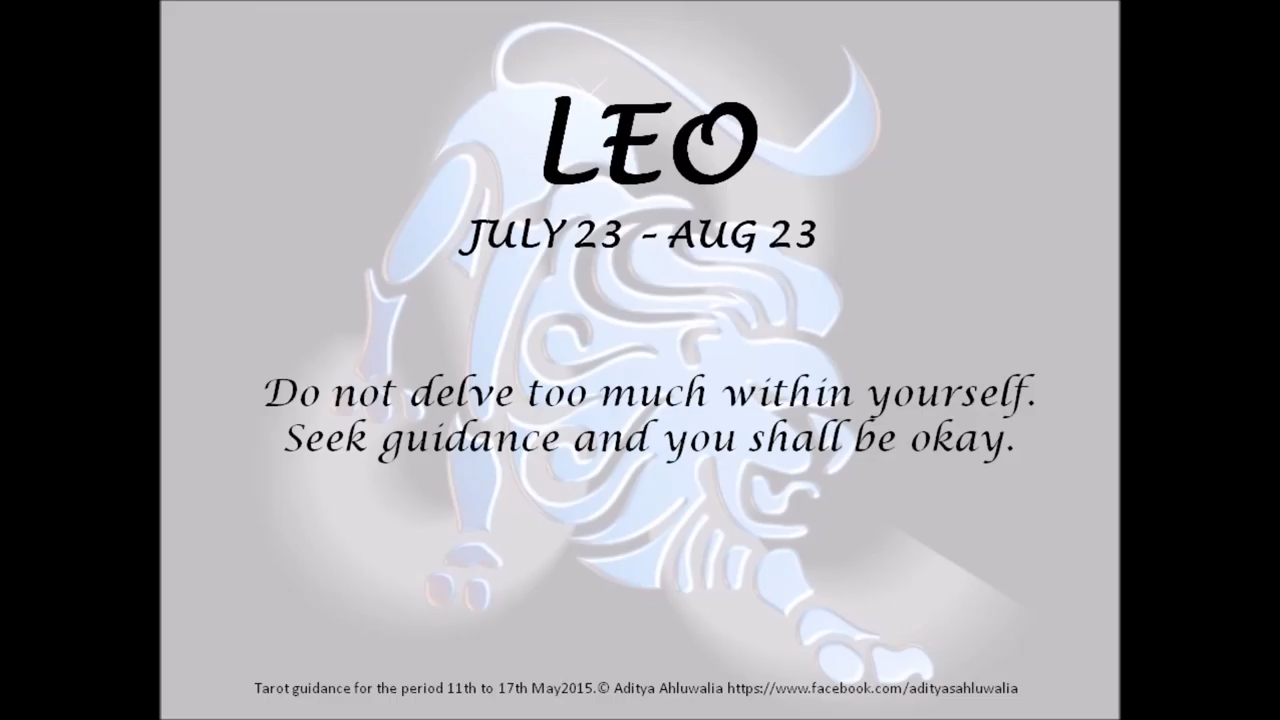 LEO
JULY 23 - AUG 23
Do not delve too much within yourself.
Seek guidance and you shall be okay.
Tarot guidance for the period 11th to 17th May2015.© Aditya Ahluwalia https://www.facebook.com/adityasahluwalia